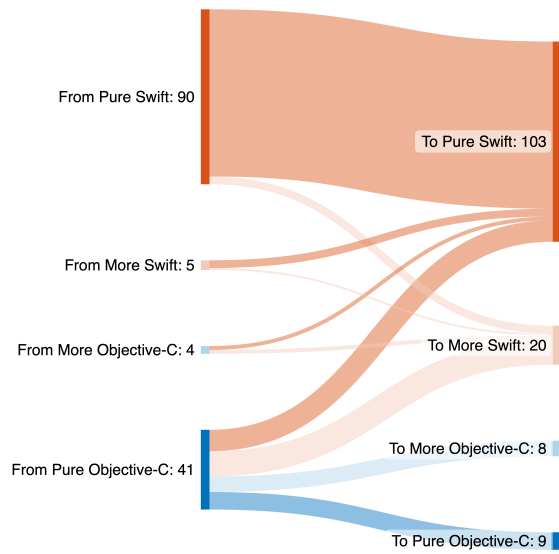 From Pure Swift: 90
To Pure Swift: 103
From More Swift: 5
To More Swift: 20
From More Objective-C: 4
To More Objective-C: 8
From Pure Objective-C: 41
To Pure Objective-C: 9